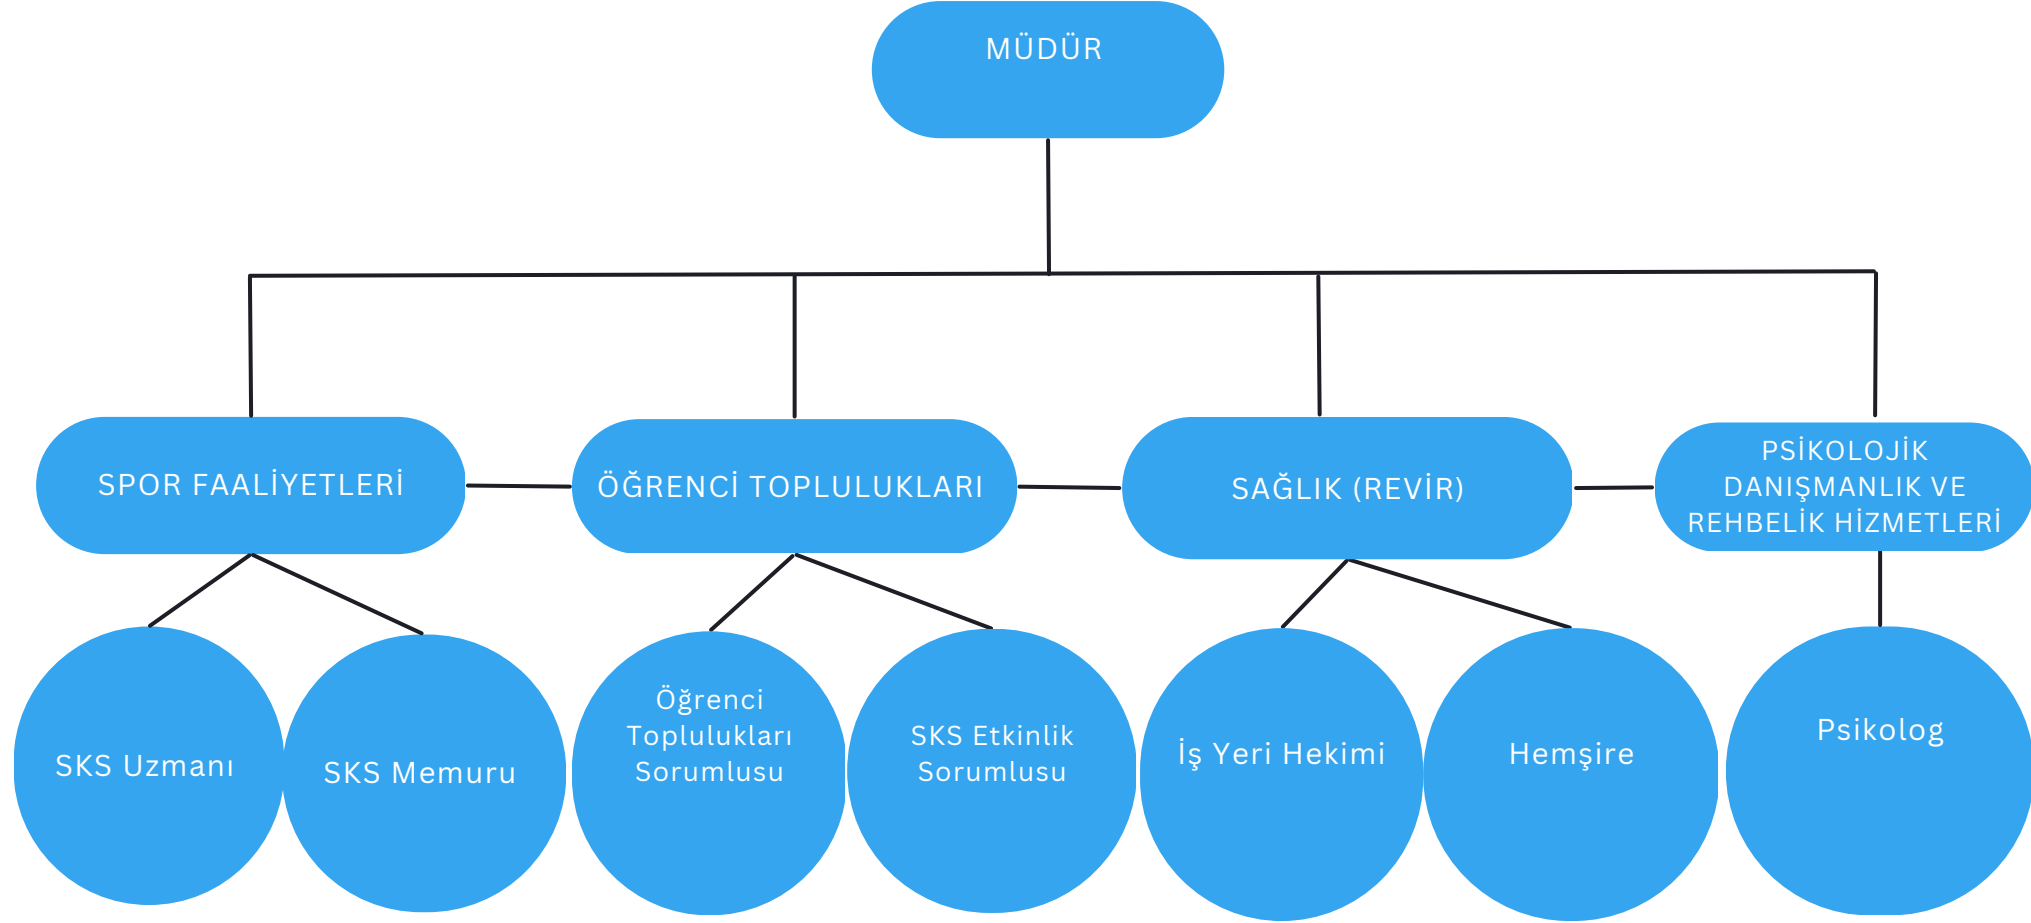 MÜDÜR
SPOR FAALİYETLERİ
ÖĞRENCİ TOPLULUKLARI
SAĞLIK (REVİR)
PSİKOLOJİK
DANIŞMANLIK VE
REHBELİK HİZMETLERİ
SKS Uzmanı
SKS Memuru
Öğrenci
Toplulukları
Sorumlusu
SKS Etkinlik
Sorumlusu
İş Yeri Hekimi
Hemşire
Psikolog